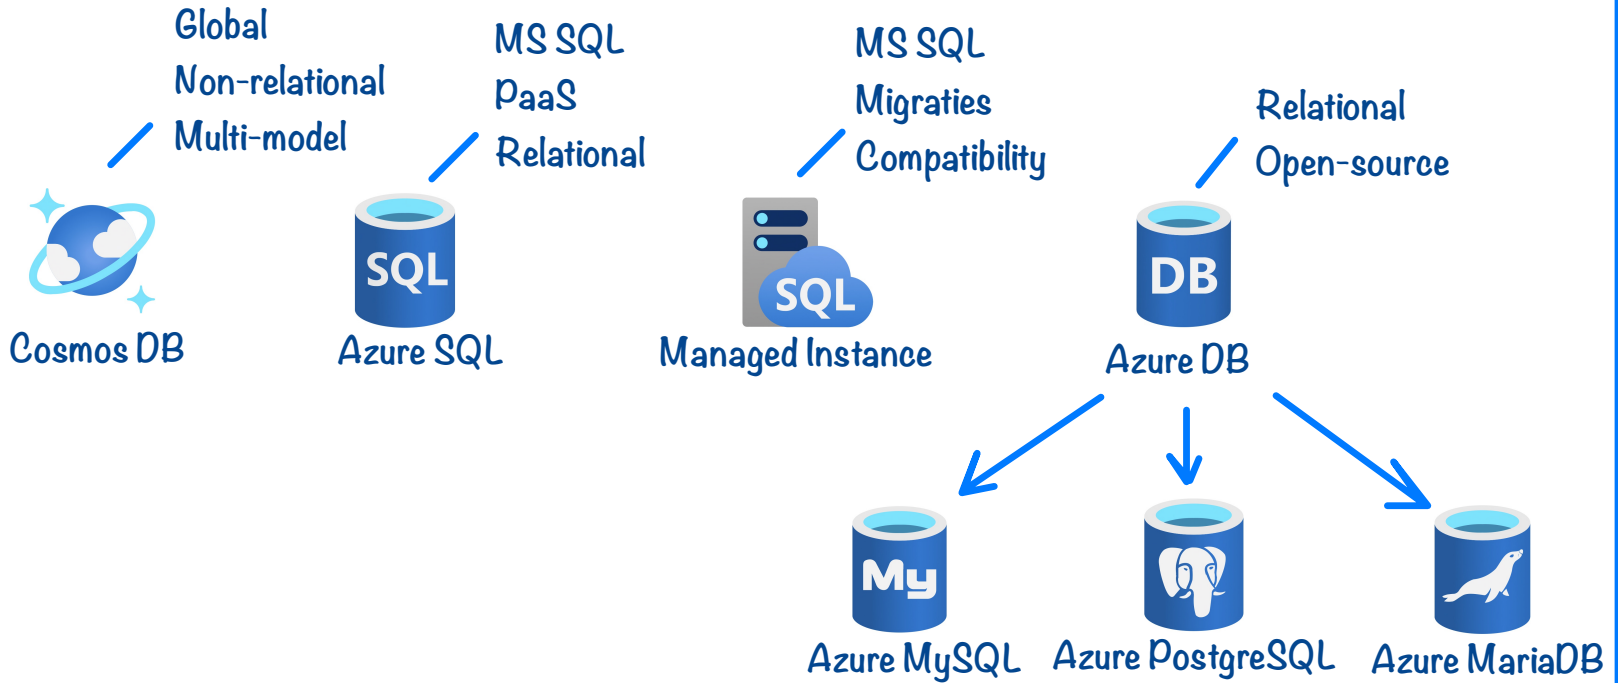 Global
Non-relational
Multi-model
Cosmos DB
MS SQL
PaaS
Relational
SQL
Azure SQL
MS SQL
Migraties
Compatibility
SQL
Managed Instance
Relational
Open-source
DB
Azure DB
My
Azure MySQL
Azure PostgreSQL
Azure MariaDB